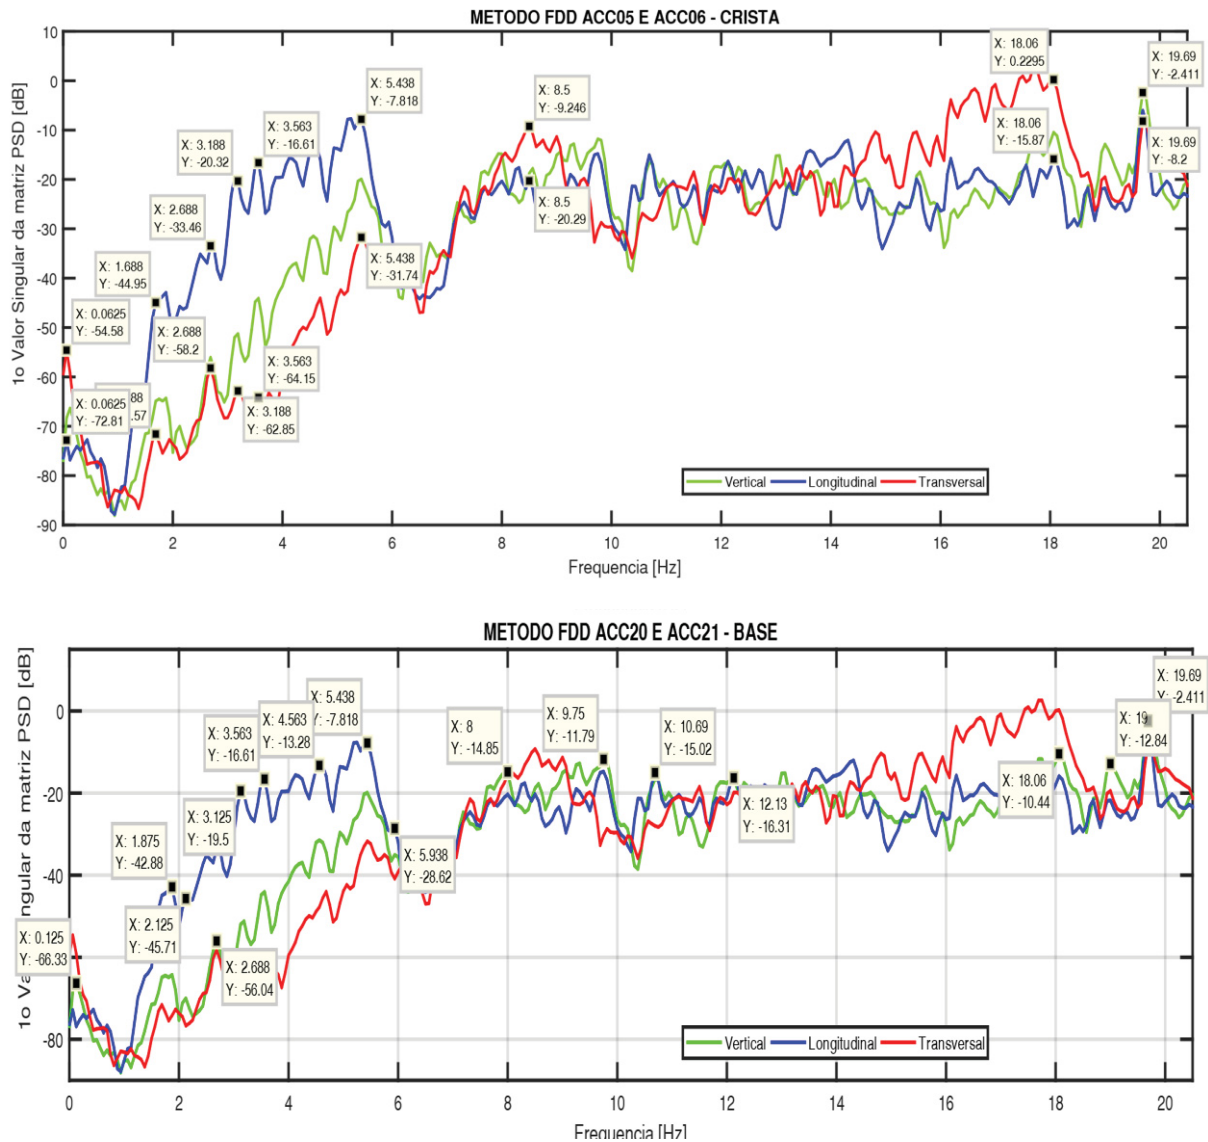 METODO FDD ACC05 E ACC06 - CRISTA
1o Valor Singular da matriz PSD [dB]
10
0
-10
-20
-30
-40
-50
-60
-70
-80
-90
X: 0.0625
Y: -54.58
X: 0.0625
Y: -72.81
88
.57
X: 1.688
Y: -44.95
X: 2.688
Y: -33.46
X: 2.688
Y: -58.2
X: 3.188
Y: -20.32
X: 3.563
Y: -16.61
X: 3.563
Y: -64.15
X: 3.188
Y: -62.85
X: 5.438
Y: -7.818
X: 5.438
Y: -31.74
X: 8.5
Y: -9.246
X: 8.5
Y: -20.29
X: 18.06
Y: 0.2295
X: 18.06
Y: -15.87
X: 19.69
Y: -2.411
X: 19.69
Y: -8.2
Vertical Longitudinal Transversal
0 2 4 6 8 10 12 14 16 18 20
Frequencia [Hz]
METODO FDD ACC20 E ACC21 - BASE
1o Va ngular da matriz PSD [dB]
0
-20
-40
-80
X: 0.125
Y: -66.33
X: 1.875
Y: -42.88
X: 2.125
Y: -45.71
X: 2.688
Y: -56.04
X: 3.125
Y: -19.5
X: 3.563
Y: -16.61
X: 4.563
Y: -13.28
X: 5.438
Y: -7.818
X: 5.938
Y: -28.62
X: 8
Y: -14.85
X: 9.75
Y: -11.79
X: 10.69
Y: -15.02
X: 12.13
Y: -16.31
X: 18.06
Y: -10.44
X: 19
Y: -12.84
X: 19.69
Y: -2.411
Vertical Longitudinal Transversal
0 2 4 6 8 10 12 14 16 18 20
Frequencia [Hz]